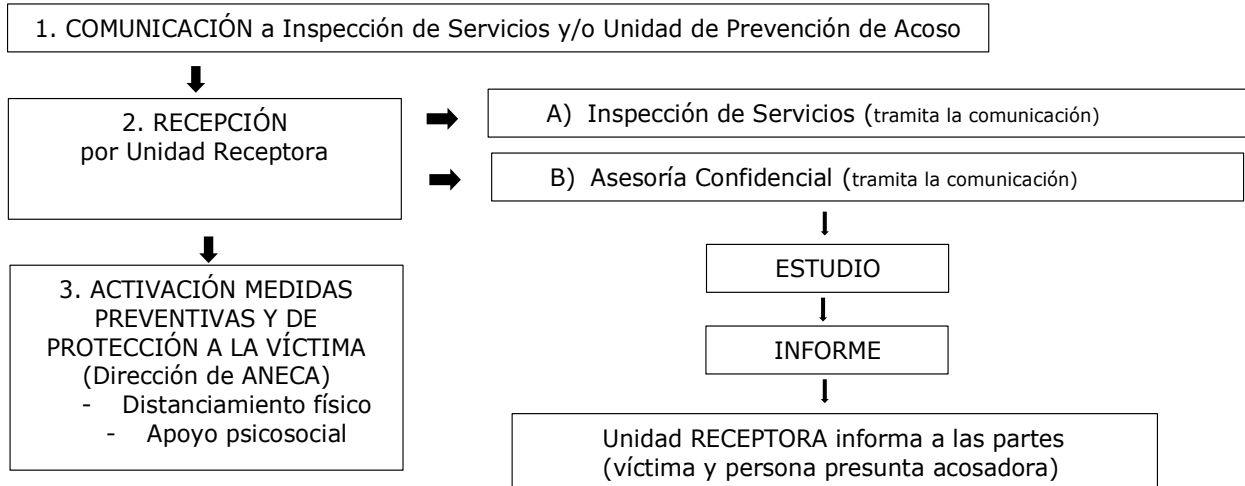 1. COMUNICACIÓN a Inspección de Servicios y/o Unidad de Prevención de Acoso
2. RECEPCIÓN
por Unidad Receptora
A) Inspección de Servicios (tramita la comunicación)
B) Asesoría Confidencial (tramita la comunicación)
3. ACTIVACIÓN MEDIDAS
PREVENTIVAS Y DE
PROTECCIÓN A LA VÍCTIMA
(Dirección de ANECA)
- Distanciamiento físico
- Apoyo psicosocial
ESTUDIO
INFORME
Unidad RECEPTORA informa a las partes
(víctima y persona presunta acosadora)